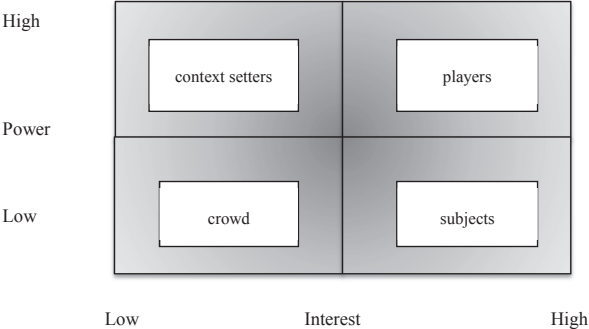 High
context setters players
Power
Low
crowd subjects
Low Interest High